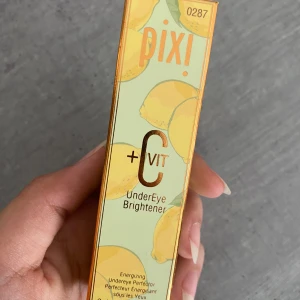 0287
pixi
+C VIT
UnderEye
Brightener
Energizing
Undereye Perfector
Perfecteur Énergisant
sous les Yeux